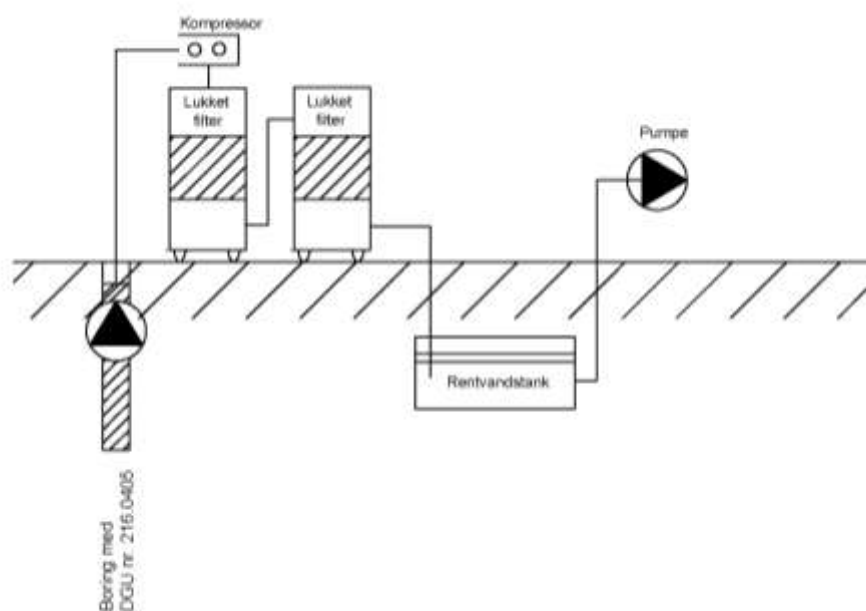 Kompressor
Lukket
filter
Lukket
filter
Pumpe
Rentvandstank
Boring med
DGU nr. 216.0405